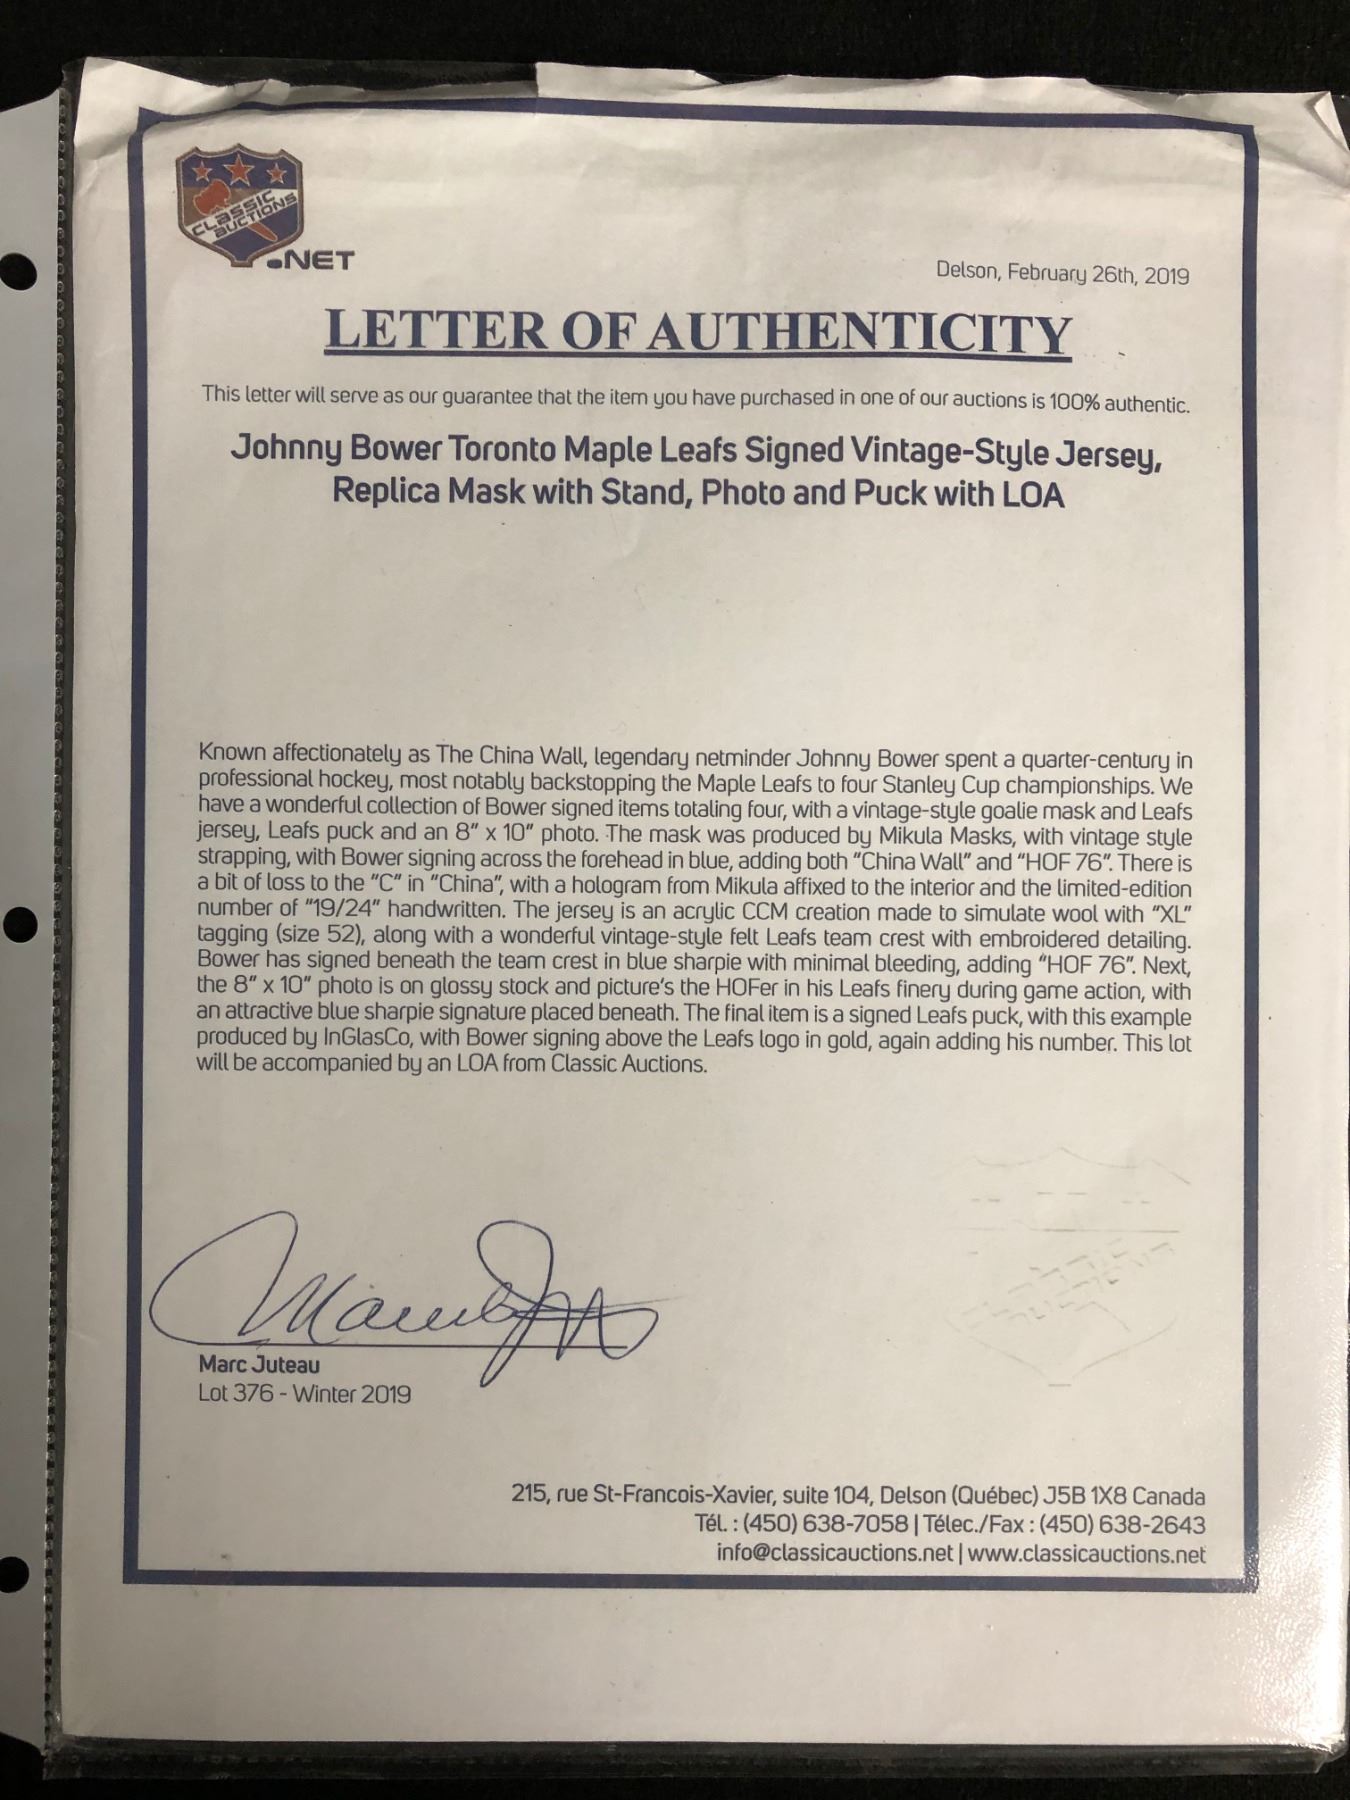 CLASSIC
AUCTIONS
.NET
Delson, February 26th, 2019
LETTER OF AUTHENTICITY
This letter will serve as our guarantee that the item you have purchased in one of our auctions is 100% authentic.
Johnny Bower Toronto Maple Leafs Signed Vintage-Style Jersey,
Replica Mask with Stand, Photo and Puck with LOA
Known affectionately as The China Wall, legendary netminder Johnny Bower spent a quarter-century in
professional hockey, most notably backstopping the Maple Leafs to four Stanley Cup championships. We
have a wonderful collection of Bower signed items totaling four, with a vintage-style goalie mask and Leafs
jersey, Leafs puck and an 8" x 10" photo. The mask was produced by Mikula Masks, with vintage style
strapping, with Bower signing across the forehead in blue, adding both "China Wall" and "HOF 76". There is
a bit of loss to the "C" in "China", with a hologram from Mikula affixed to the interior and the limited-edition
number of "19/24" handwritten. The jersey is an acrylic CCM creation made to simulate wool with "XL"
tagging (size 52), along with a wonderful vintage-style felt Leafs team crest with embroidered detailing.
Bower has signed beneath the team crest in blue sharpie with minimal bleeding, adding "HOF 76". Next,
the 8" x 10" photo is on glossy stock and picture's the HOFer in his Leafs finery during game action, with
an attractive blue sharpie signature placed beneath. The final item is a signed Leafs puck, with this example
produced by InGlasCo, with Bower signing above the Leafs logo in gold, again adding his number. This lot
will be accompanied by an LOA from Classic Auctions.
Marc Juteau
Lot 376 - Winter 2019
215, rue St-Francois-Xavier, suite 104, Delson (Québec) J5B 1X8 Canada
Tél. : (450) 638-7058 | Télec./Fax : (450) 638-2643
info@classicauctions.net | www.classicauctions.net